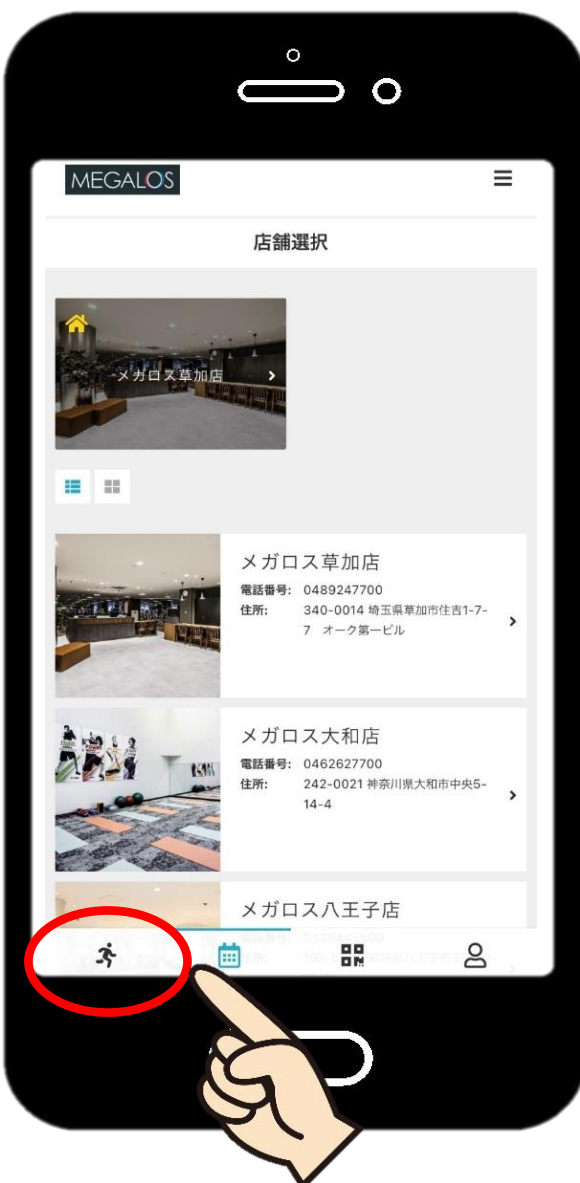 MEGALOS
店舗選択
メガロス草加店
メガロス草加店
電話番号: 0489247700
住所: 340-0014 埼玉県草加市住吉1-7-
7 オーク第一ビル
メガロス大和店
電話番号: 0462627700
住所: 242-0021 神奈川県大和市中央5-
14-4
メガロス八王子店